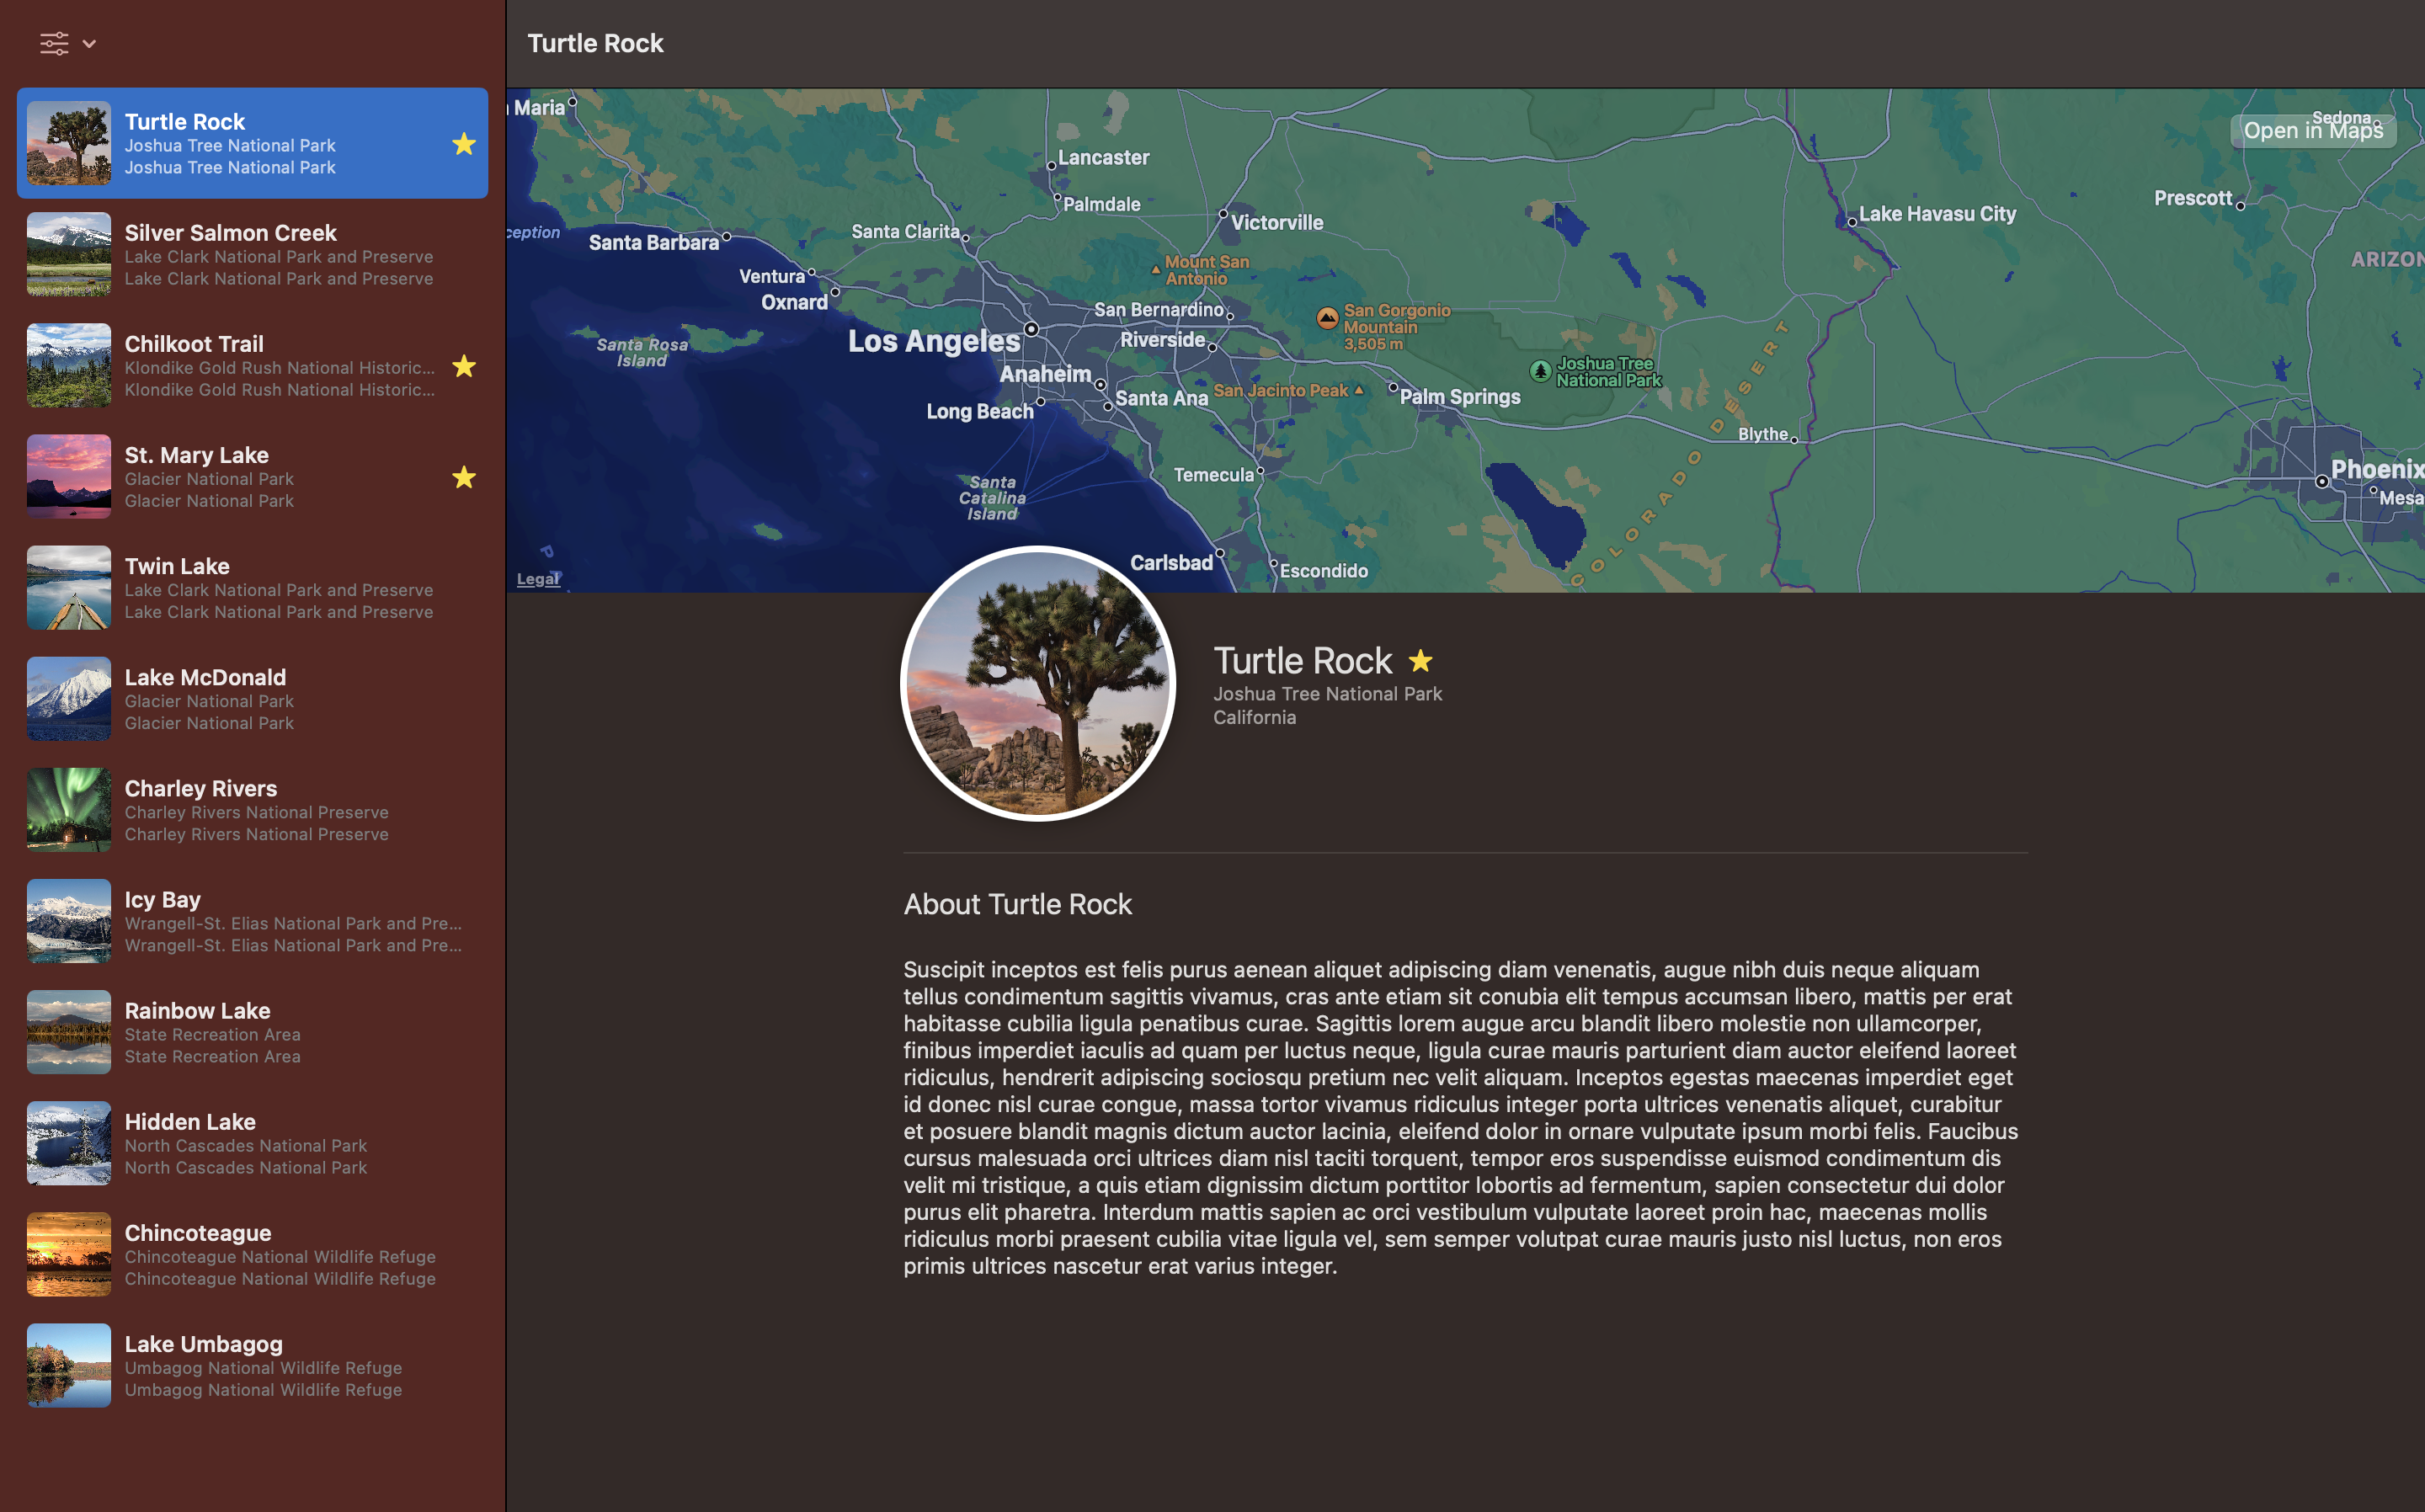 Turtle Rock
Turtle Rock
Joshua Tree National Park
Joshua Tree National Park
Silver Salmon Creek
Lake Clark National Park and Preserve
Lake Clark National Park and Preserve
Chilkoot Trail
Klondike Gold Rush National Historic...
Klondike Gold Rush National Historic...
St. Mary Lake
Glacier National Park
Glacier National Park
Twin Lake
Lake Clark National Park and Preserve
Lake Clark National Park and Preserve
Lake McDonald
Glacier National Park
Glacier National Park
Charley Rivers
Charley Rivers National Preserve
Charley Rivers National Preserve
Icy Bay
Wrangell-St. Elias National Park and Pre...
Wrangell-St. Elias National Park and Pre...
Rainbow Lake
State Recreation Area
State Recreation Area
Hidden Lake
North Cascades National Park
North Cascades National Park
Chincoteague
Chincoteague National Wildlife Refuge
Chincoteague National Wildlife Refuge
Lake Umbagog
Umbagog National Wildlife Refuge
Umbagog National Wildlife Refuge
Maria
Sedona
Open in Maps
Lancaster
Palmdale
Prescott
Victorville
Lake Havasu City
ception
Santa Barbara
Santa Clarita
ARIZON
Mount San
Antonio
Ventura
Oxnard
San Bernardino
San Gorgonio
Mountain
3,505 m
Los Angeles
Riverside
Santa Rosa
Island
Joshua Tree
National Park
Anaheim
Santa Ana
San Jacinto Peak
Palm Springs
Long Beach
Blythe
COLORADO DESERT
Temecula
Phoenix
Mesa
Santa
Catalina
Island
Carlsbad
Escondido
P
Legal
Turtle Rock
Joshua Tree National Park
California
About Turtle Rock
Suscipit inceptos est felis purus aenean aliquet adipiscing diam venenatis, augue nibh duis neque aliquam
tellus condimentum sagittis vivamus, cras ante etiam sit conubia elit tempus accumsan libero, mattis per erat
habitasse cubilia ligula penatibus curae. Sagittis lorem augue arcu blandit libero molestie non ullamcorper,
finibus imperdiet iaculis ad quam per luctus neque, ligula curae mauris parturient diam auctor eleifend laoreet
ridiculus, hendrerit adipiscing sociosqu pretium nec velit aliquam. Inceptos egestas maecenas imperdiet eget
id donec nisl curae congue, massa tortor vivamus ridiculus integer porta ultrices venenatis aliquet, curabitur
et posuere blandit magnis dictum auctor lacinia, eleifend dolor in ornare vulputate ipsum morbi felis. Faucibus
cursus malesuada orci ultrices diam nisl taciti torquent, tempor eros suspendisse euismod condimentum dis
velit mi tristique, a quis etiam dignissim dictum porttitor lobortis ad fermentum, sapien consectetur dui dolor
purus elit pharetra. Interdum mattis sapien ac orci vestibulum vulputate laoreet proin hac, maecenas mollis
ridiculus morbi praesent cubilia vitae ligula vel, sem semper volutpat curae mauris justo nisl luctus, non eros
primis ultrices nascetur erat varius integer.